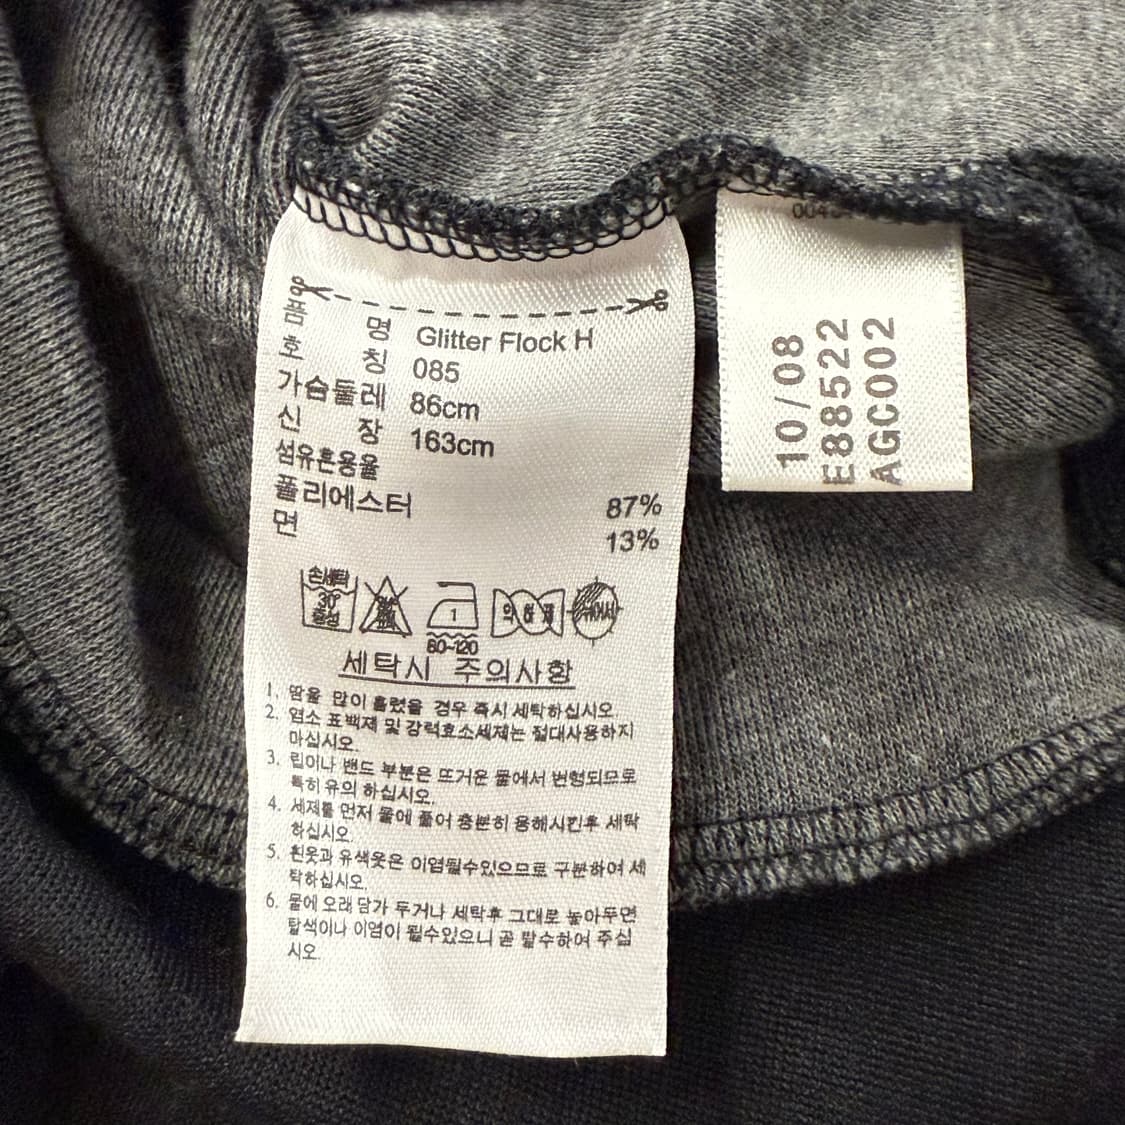 품 명 Glitter Flock H
호 칭 085
가슴둘레 86cm
신 장 163cm
섬유혼용율
폴리에스터 87%
면 13%
손세탁
30°
중성
1
80~120
세탁시 주의사항
1. 땀을 많이 흘렸을 경우 즉시 세탁하십시오.
2. 염소 표백제 및 강력효소세제는 절대사용하지
마십시오.
3. 립이나 밴드 부분은 뜨거운 물에서 변형되므로
특히 유의 하십시오.
4. 세제를 먼저 물에 풀어 충분히 용해시킨후 세탁
하십시오.
5. 흰옷과 유색옷은 이염될수있으므로 구분하여 세
탁하십시오.
6. 물에 오래 담가 두거나 세탁후 그대로 놓아두면
탈색이나 이염이 될수있으니 곧 탈수하여 주십
시오.
10/08
E88522
AGC002